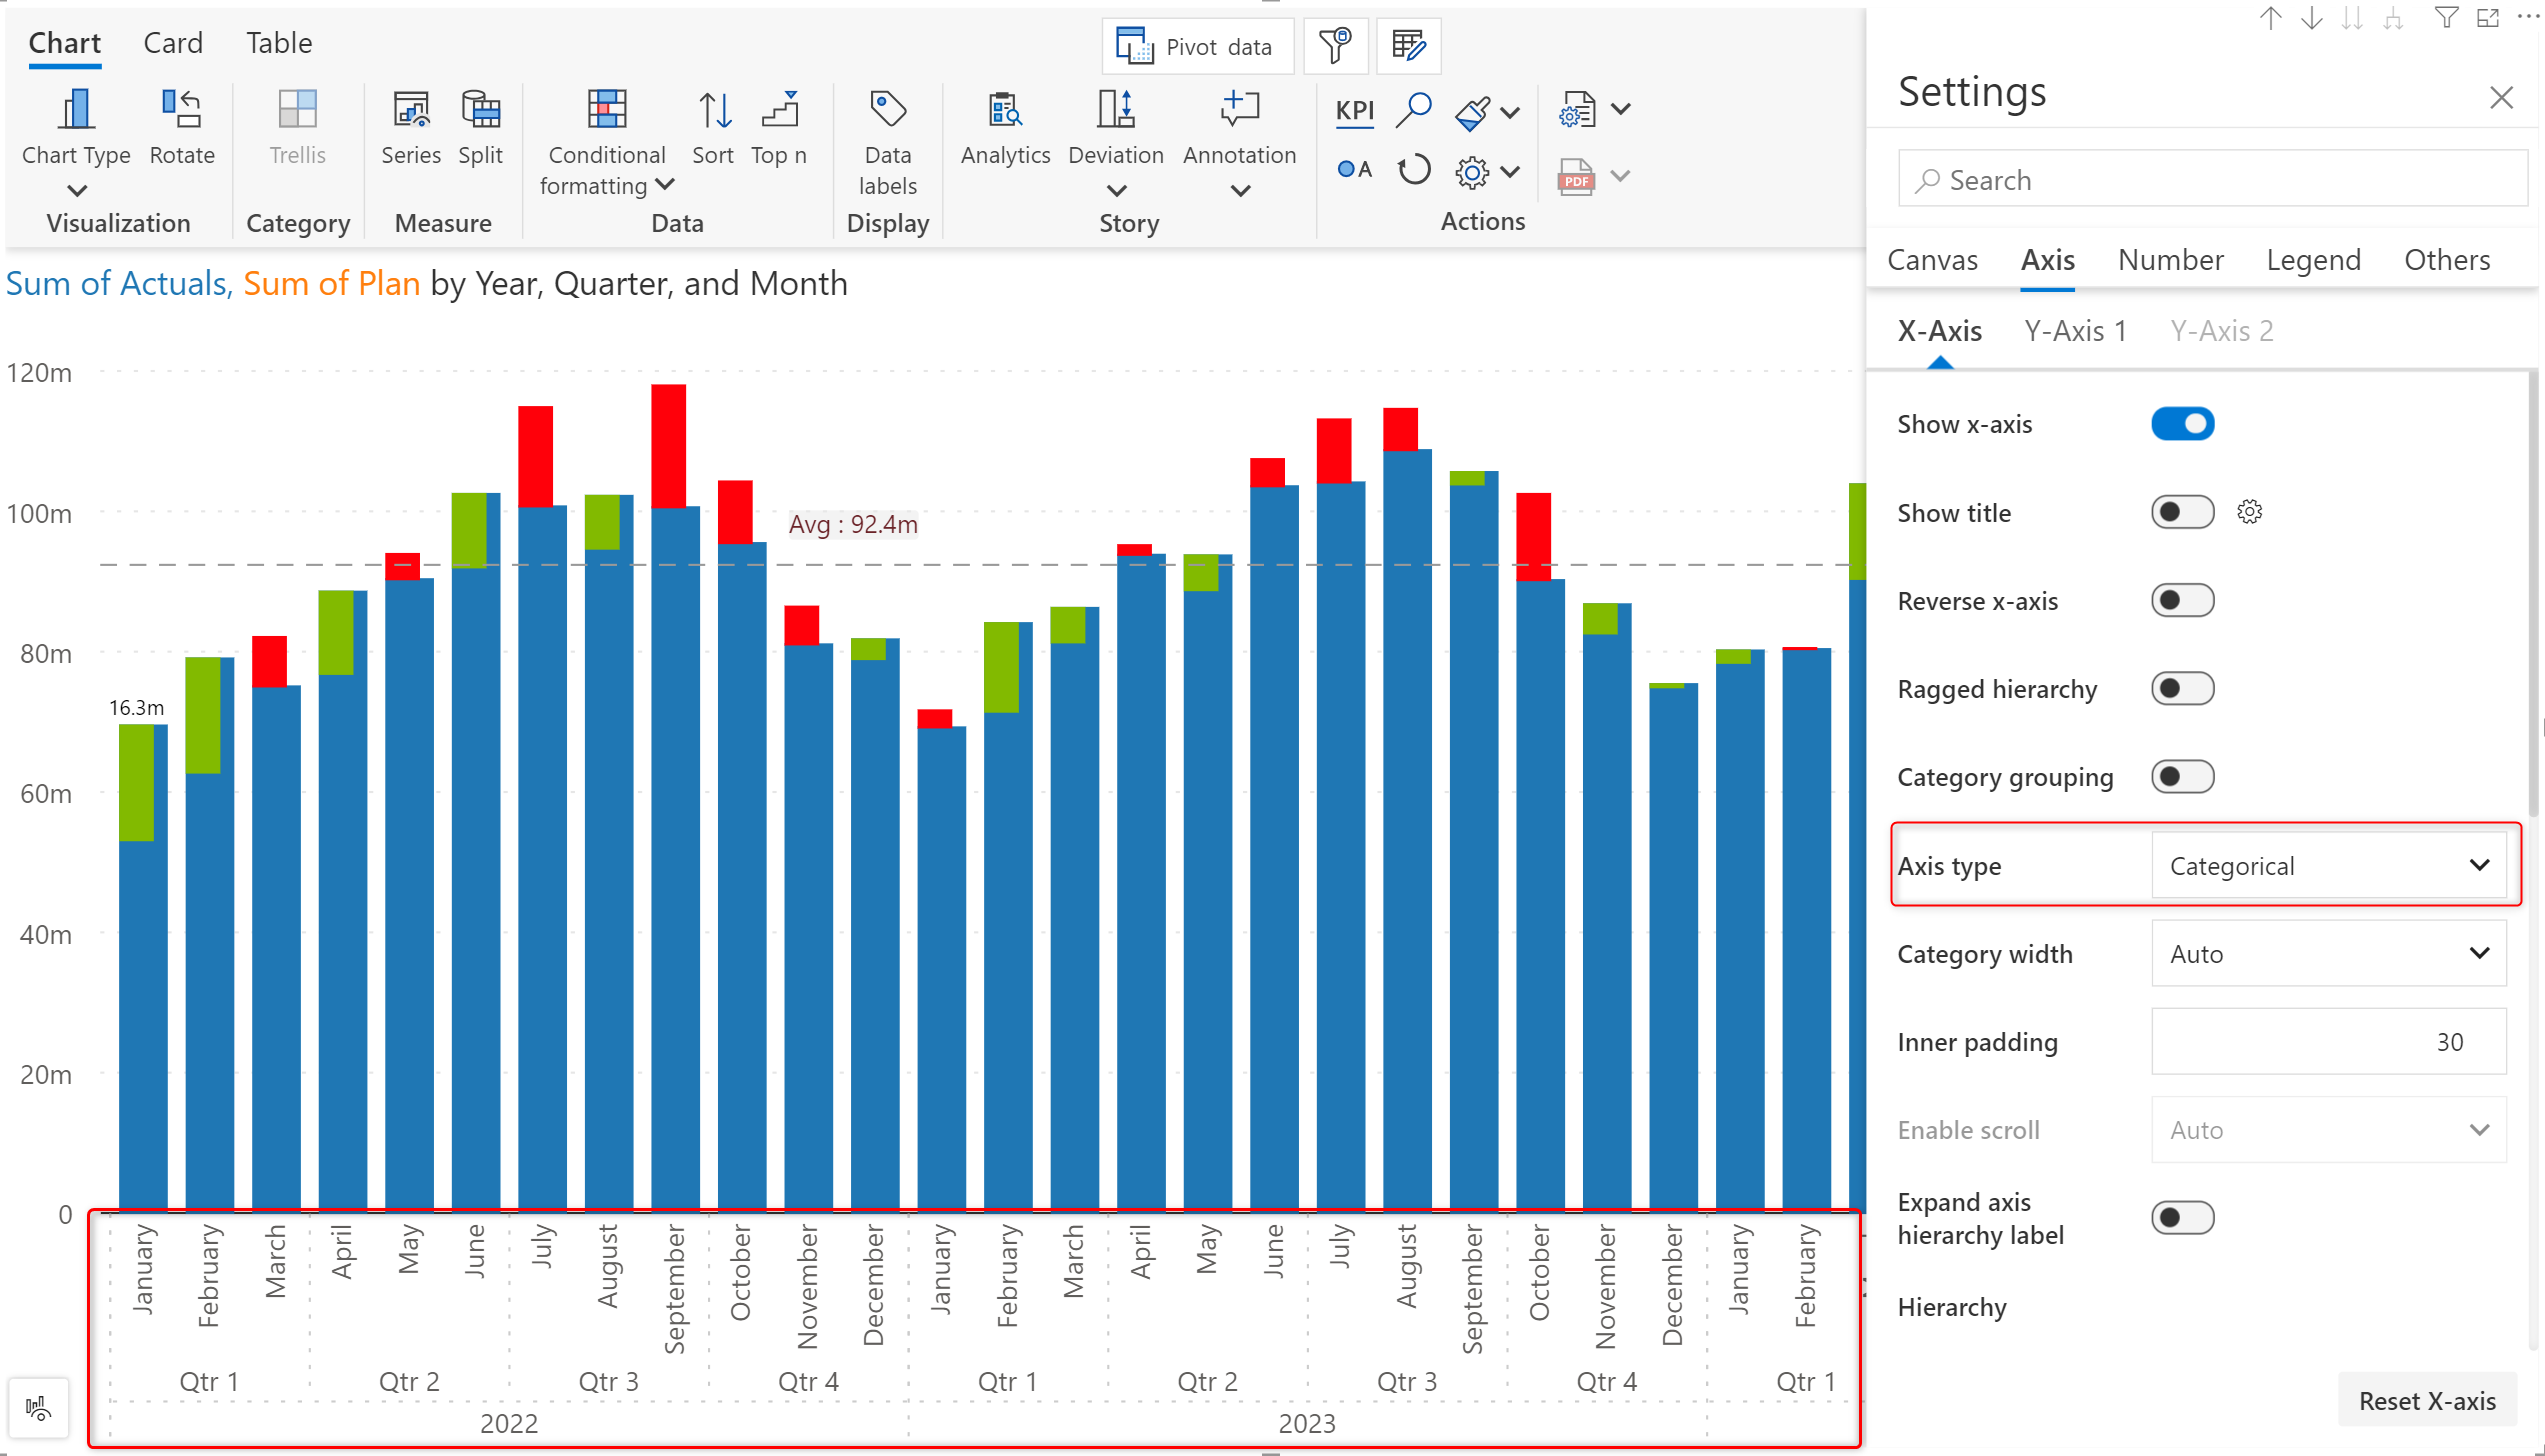 Chart Card Table
Pivot data
Chart Type Rotate Trellis Series Split Conditional formatting Sort Top n Data labels Analytics Deviation Annotation KPI
A PDF
Visualization Category Measure Data Display Story Actions
Sum of Actuals, Sum of Plan by Year, Quarter, and Month
120m
100m
80m
60m
40m
20m
0
Avg : 92.4m
16.3m
January February March April May June July August September October November December January February March April May June July August September October November December January February
Qtr 1 Qtr 2 Qtr 3 Qtr 4 Qtr 1 Qtr 2 Qtr 3 Qtr 4 Qtr 1
2022 2023
Settings
Search
Canvas Axis Number Legend Others
X-Axis Y-Axis 1 Y-Axis 2
Show x-axis
Show title
Reverse x-axis
Ragged hierarchy
Category grouping
Axis type Categorical
Category width Auto
Inner padding 30
Enable scroll Auto
Expand axis
hierarchy label
Hierarchy
Reset X-axis